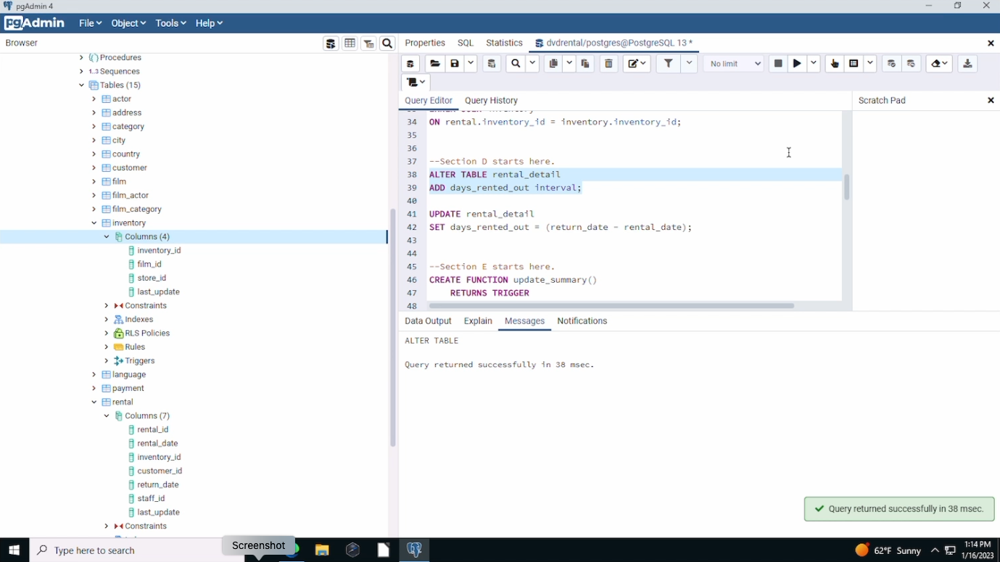 pgAdmin 4
pgAdmin File Object Tools Help
Browser
Properties SQL Statistics dvdrental/postgres@PostgreSQL 13 *
No limit
Procedures
1..3 Sequences
Tables (15)
actor
address
category
city
country
customer
film
film_actor
film_category
inventory
Columns (4)
inventory_id
film_id
store_id
last_update
Constraints
Indexes
RLS Policies
Rules
Triggers
language
payment
rental
Columns (7)
rental_id
rental_date
inventory_id
customer_id
return_date
staff_id
last_update
Constraints
Query Editor Query History
Scratch Pad
34 ON rental.inventory_id = inventory.inventory_id;
35
36
37 --Section D starts here.
38 ALTER TABLE rental_detail
39 ADD days_rented_out interval;
40
41 UPDATE rental_detail
42 SET days_rented_out = (return_date - rental_date);
43
44
45 --Section E starts here.
46 CREATE FUNCTION update_summary()
47 RETURNS TRIGGER
48
Data Output Explain Messages Notifications
ALTER TABLE
Query returned successfully in 38 msec.
Query returned successfully in 38 msec.
Type here to search
Screenshot
62°F Sunny
1:14 PM
1/16/2023